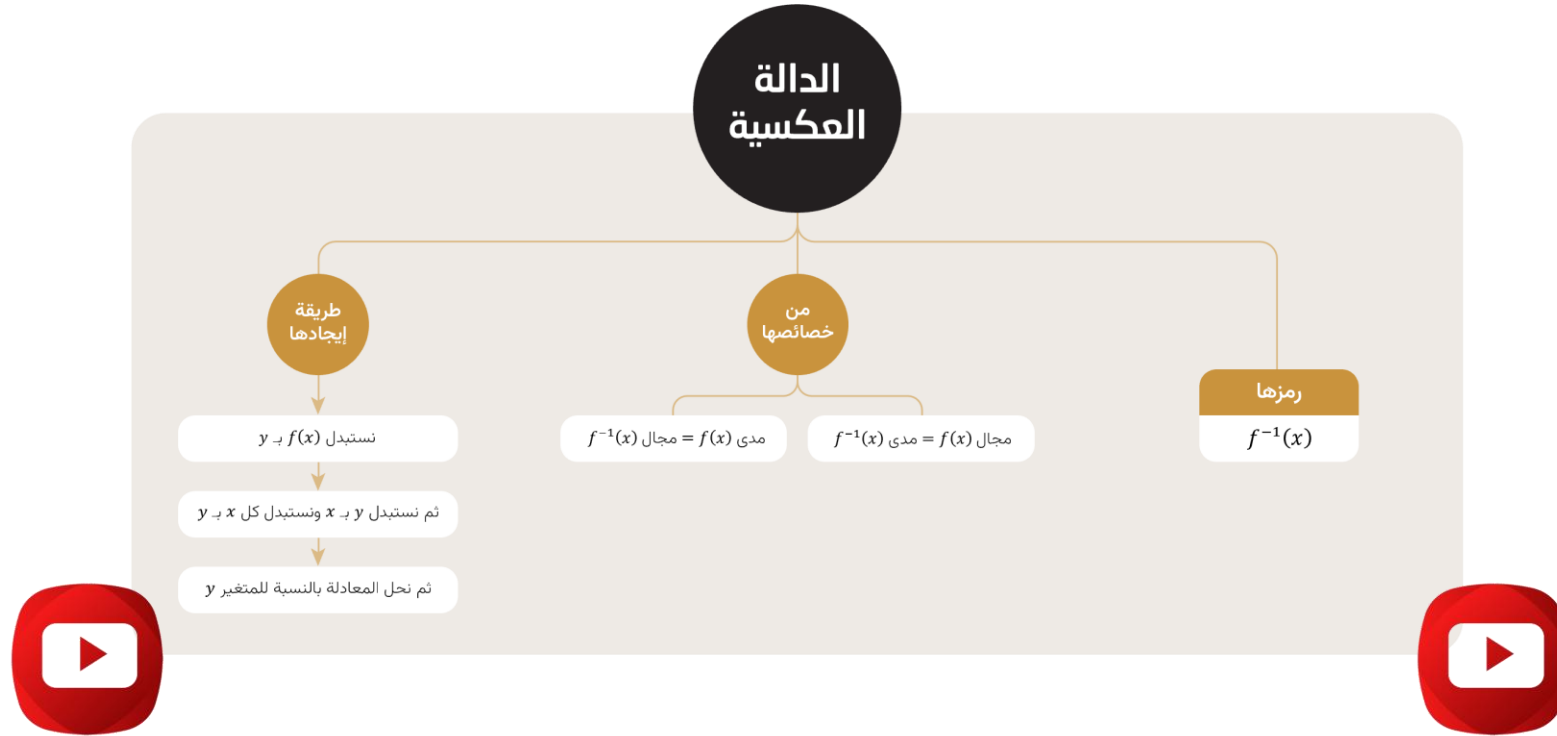 الدالة
العكسية
رمزها
f⁻¹(x)
من
خصائصها
مجال f(x) = مدى f⁻¹(x)
مدى f(x) = مجال f⁻¹(x)
طريقة
إيجادها
نستبدل f(x) بـ y
ثم نستبدل y بـ x ونستبدل كل x بـ y
ثم نحل المعادلة بالنسبة للمتغير y